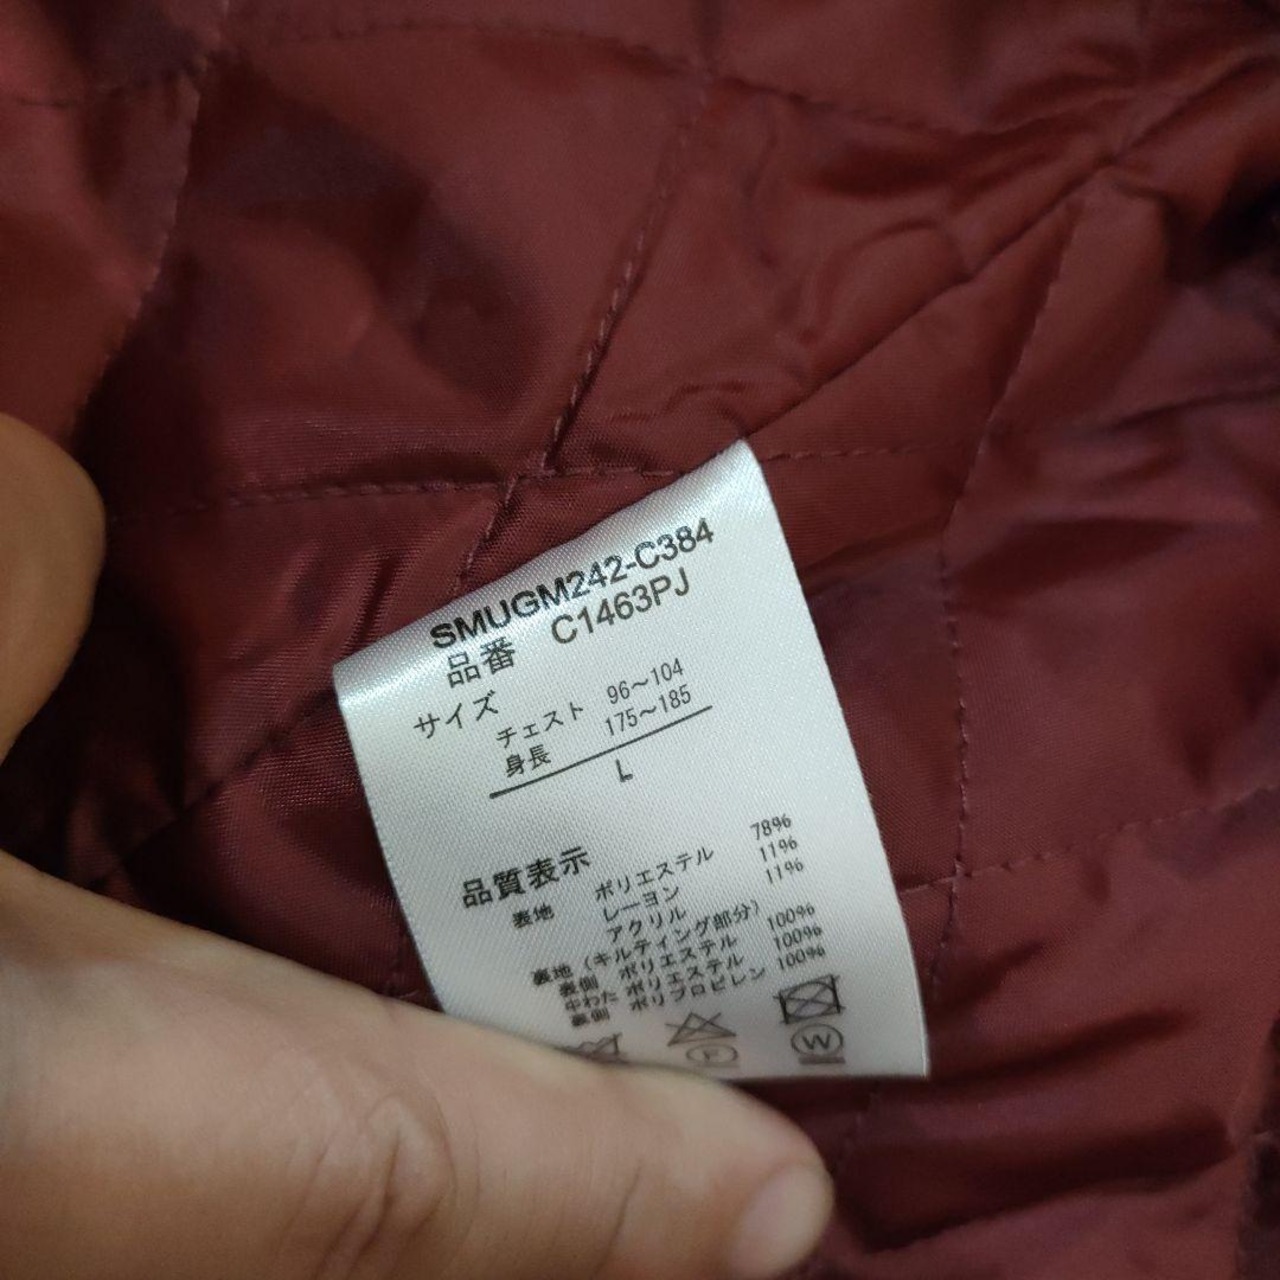 SMUGM242-C384
品番 C1463PJ
サイズ
チェスト 96~104
身長 175~185
L
品質表示
表地 ポリエステル 78%
レーヨン 11%
アクリル 11%
裏地 (キルティング部分)
表側 ポリエステル 100%
中わた ポリエステル 100%
裏側 ポリプロピレン 100%
F W